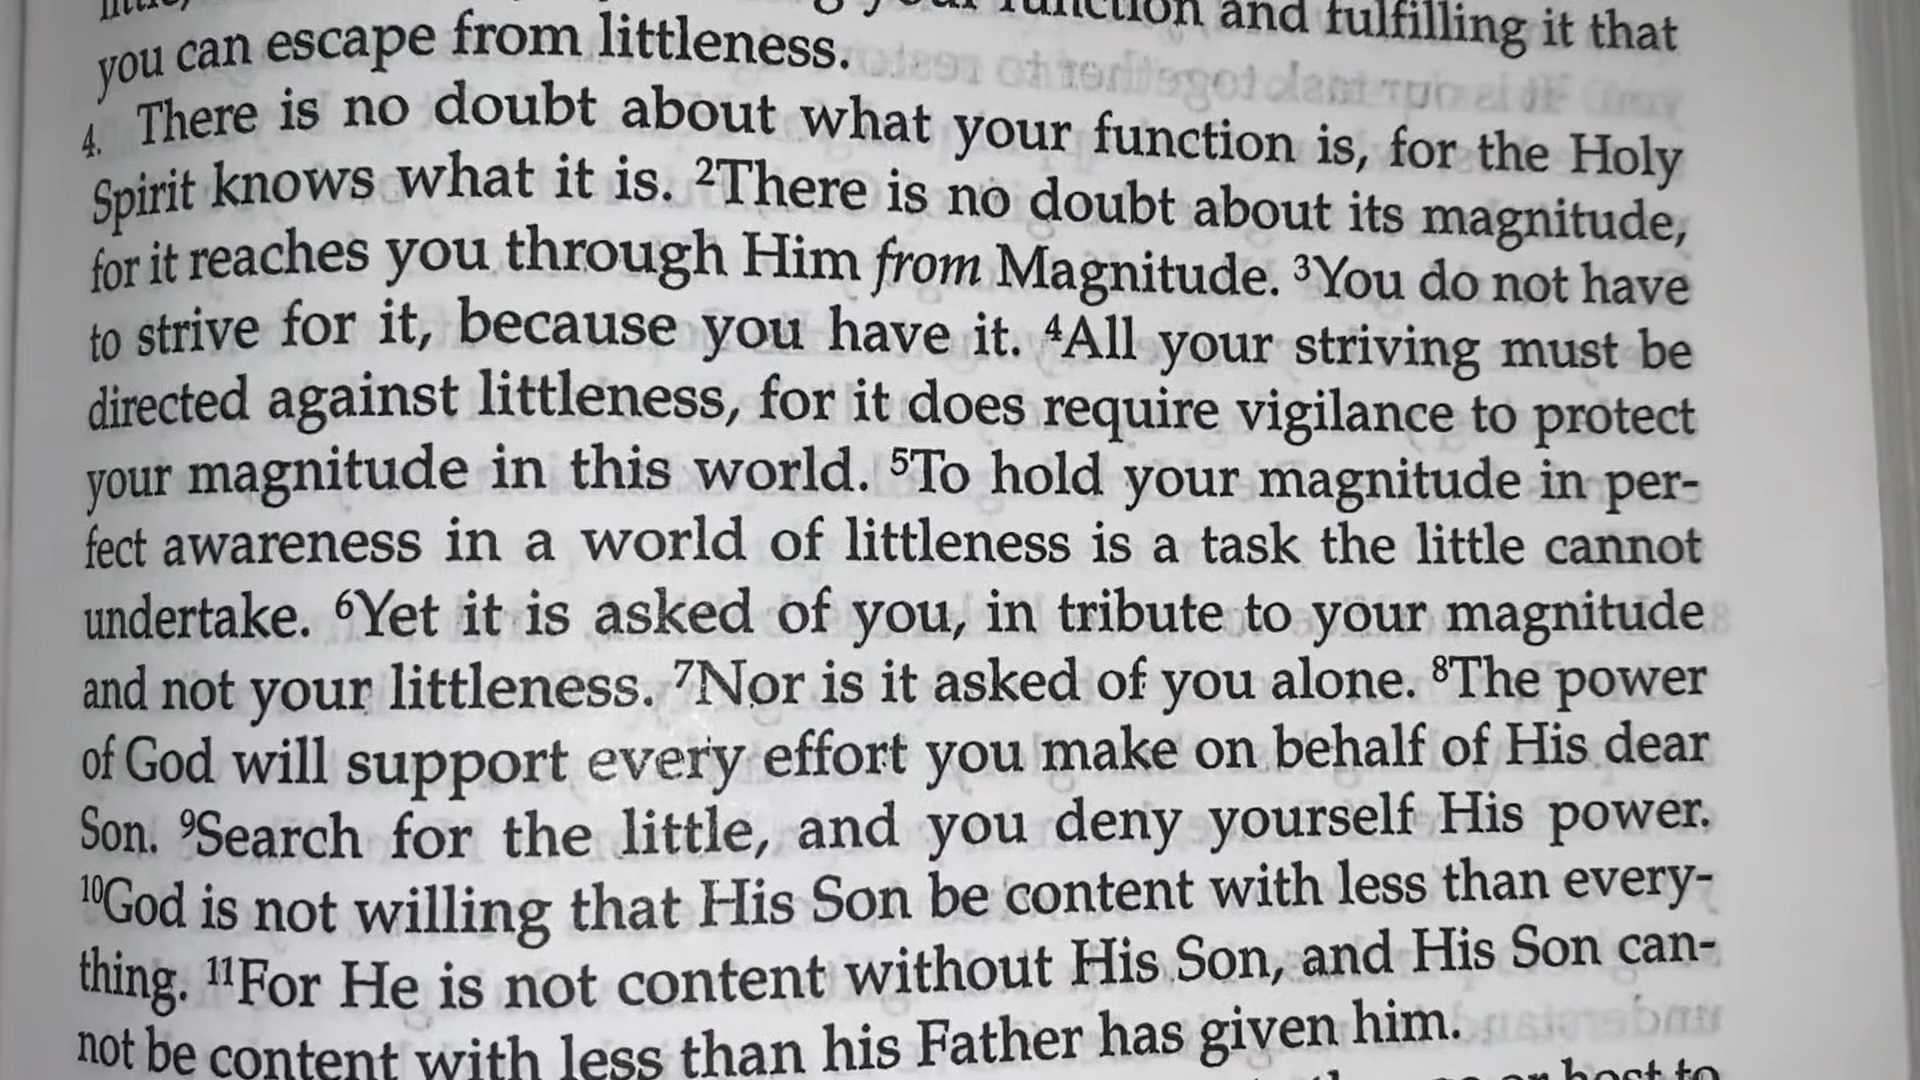 your function and fulfilling it that
you can escape from littleness.
4. There is no doubt about what your function is, for the Holy
Spirit knows what it is. ²There is no doubt about its magnitude,
for it reaches you through Him from Magnitude. ³You do not have
to strive for it, because you have it. ⁴All your striving must be
directed against littleness, for it does require vigilance to protect
your magnitude in this world. ⁵To hold your magnitude in per-
fect awareness in a world of littleness is a task the little cannot
undertake. ⁶Yet it is asked of you, in tribute to your magnitude
and not your littleness. ⁷Nor is it asked of you alone. ⁸The power
of God will support every effort you make on behalf of His dear
Son. ⁹Search for the little, and you deny yourself His power.
¹⁰God is not willing that His Son be content with less than every-
thing. ¹¹For He is not content without His Son, and His Son can-
not be content with less than his Father has given him.
or host to